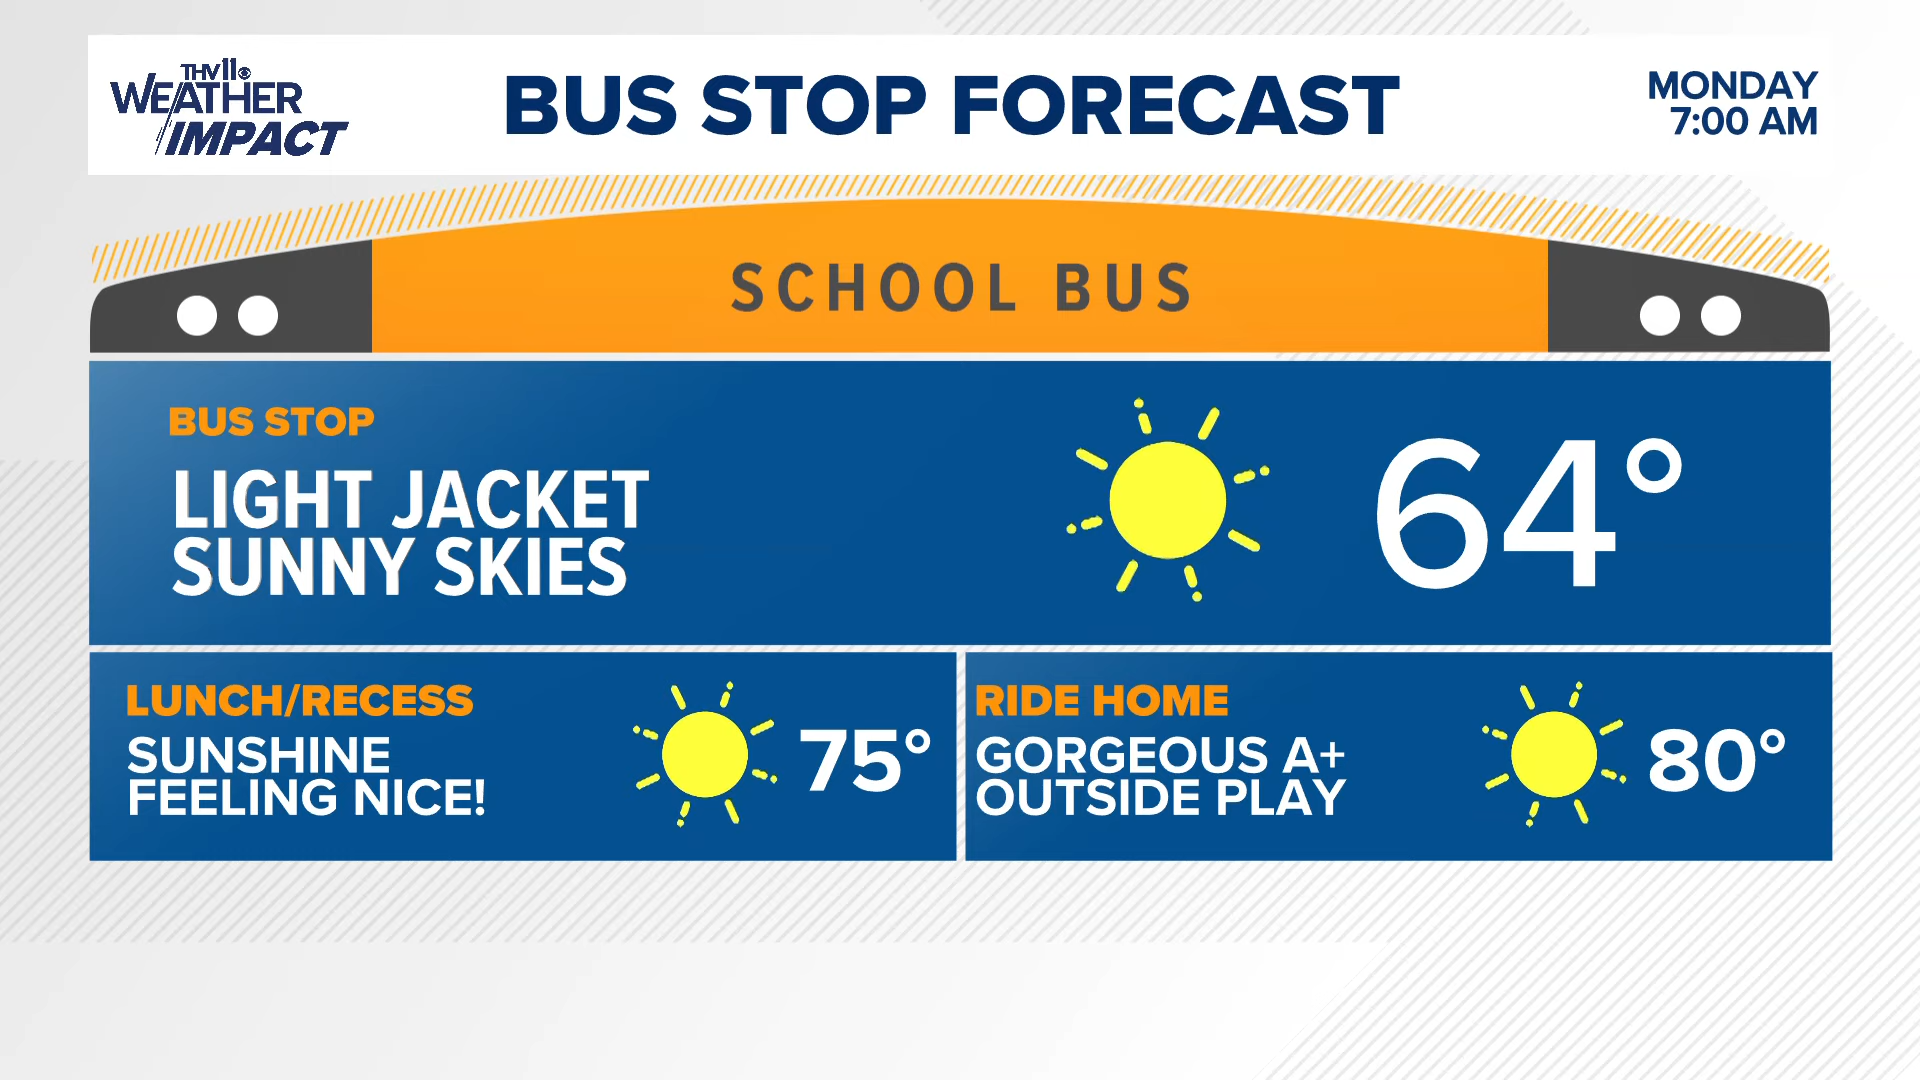 THV11
WEATHER
IMPACT
BUS STOP FORECAST
MONDAY
7:00 AM
SCHOOL BUS
BUS STOP
LIGHT JACKET
SUNNY SKIES
64°
LUNCH/RECESS
SUNSHINE
FEELING NICE!
75°
RIDE HOME
GORGEOUS A+
OUTSIDE PLAY
80°